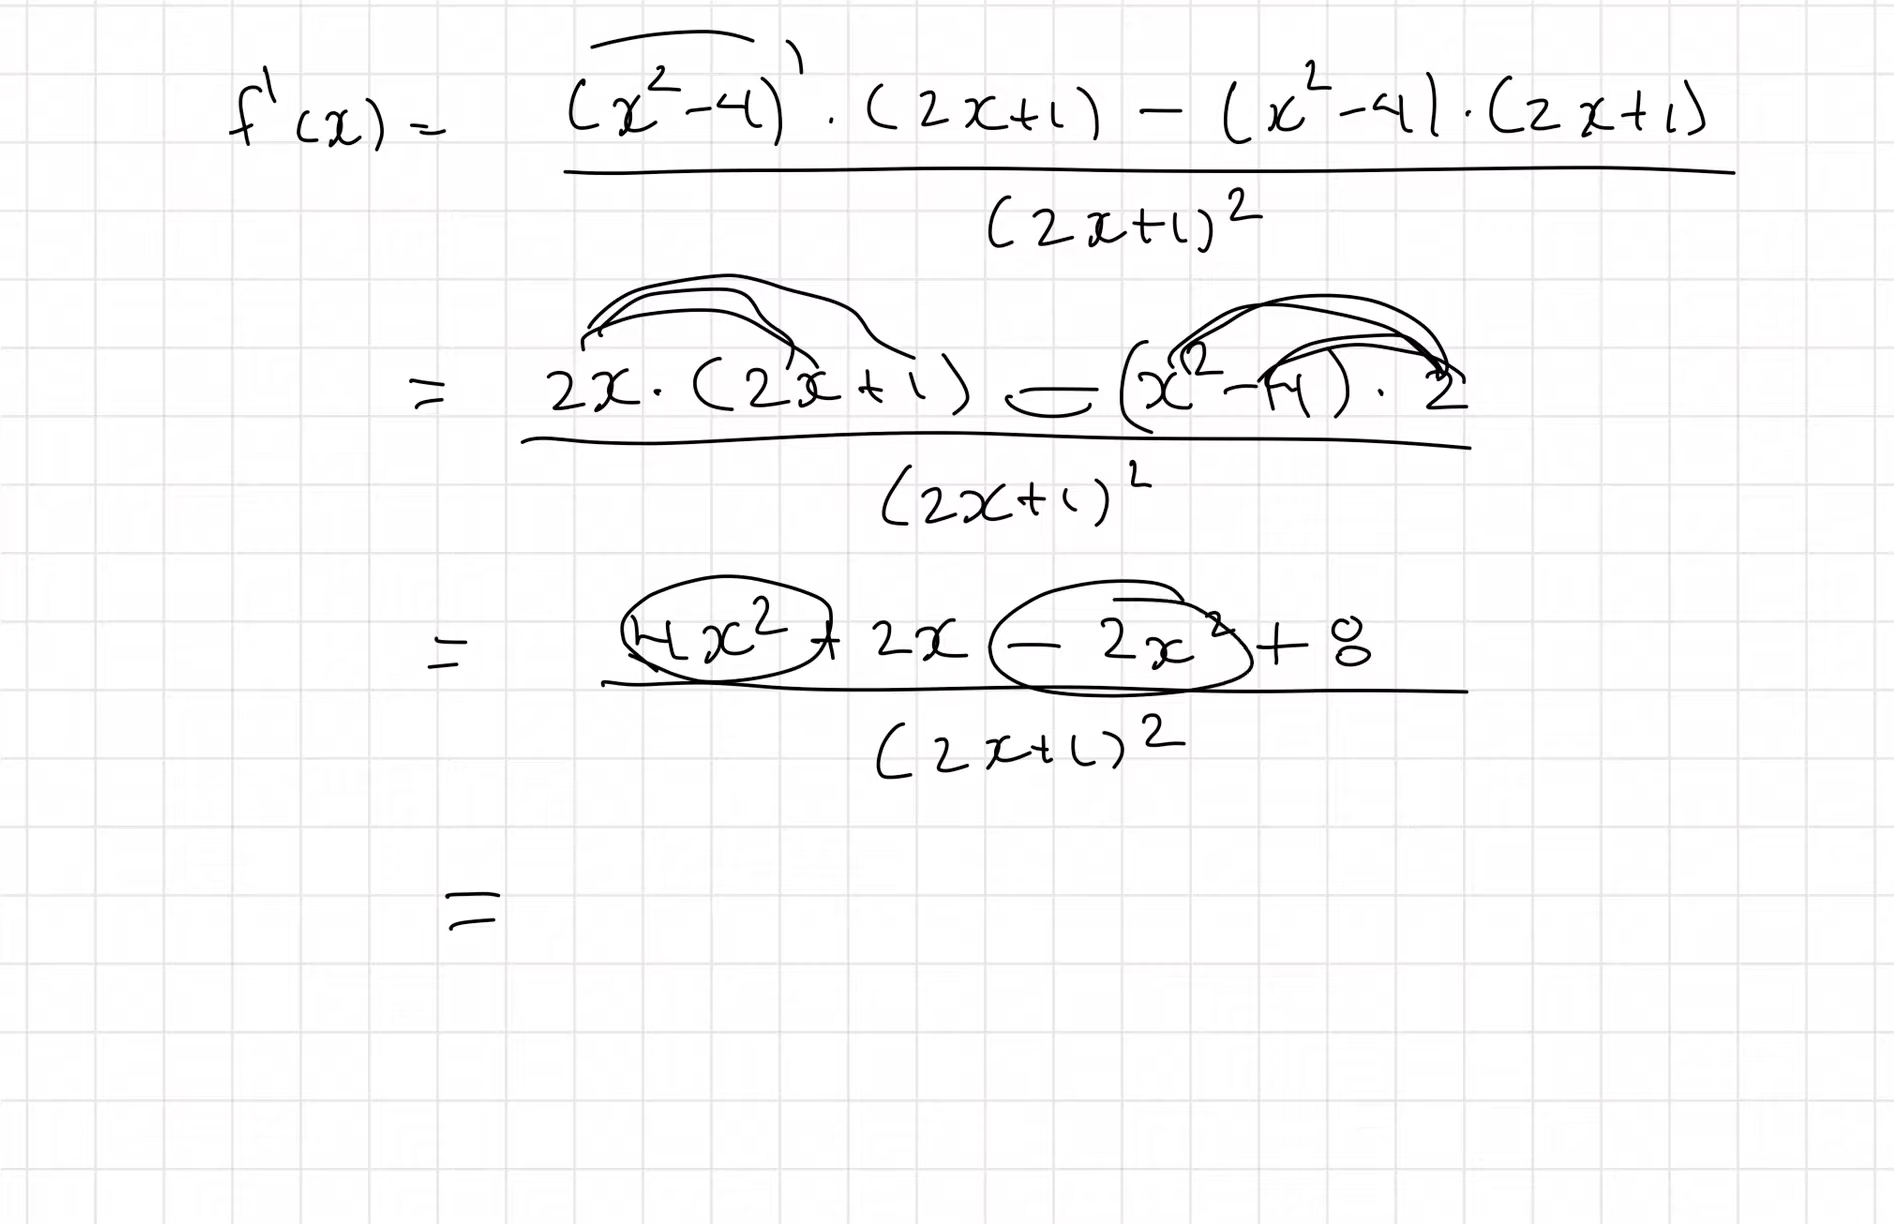 f'(x) = ((x²-4)' · (2x+1) - (x²-4) · (2x+1)) / (2x+1)²
= (2x · (2x+1) - (x²-4) · 2) / (2x+1)²
= (4x² + 2x - 2x² + 8) / (2x+1)²
=